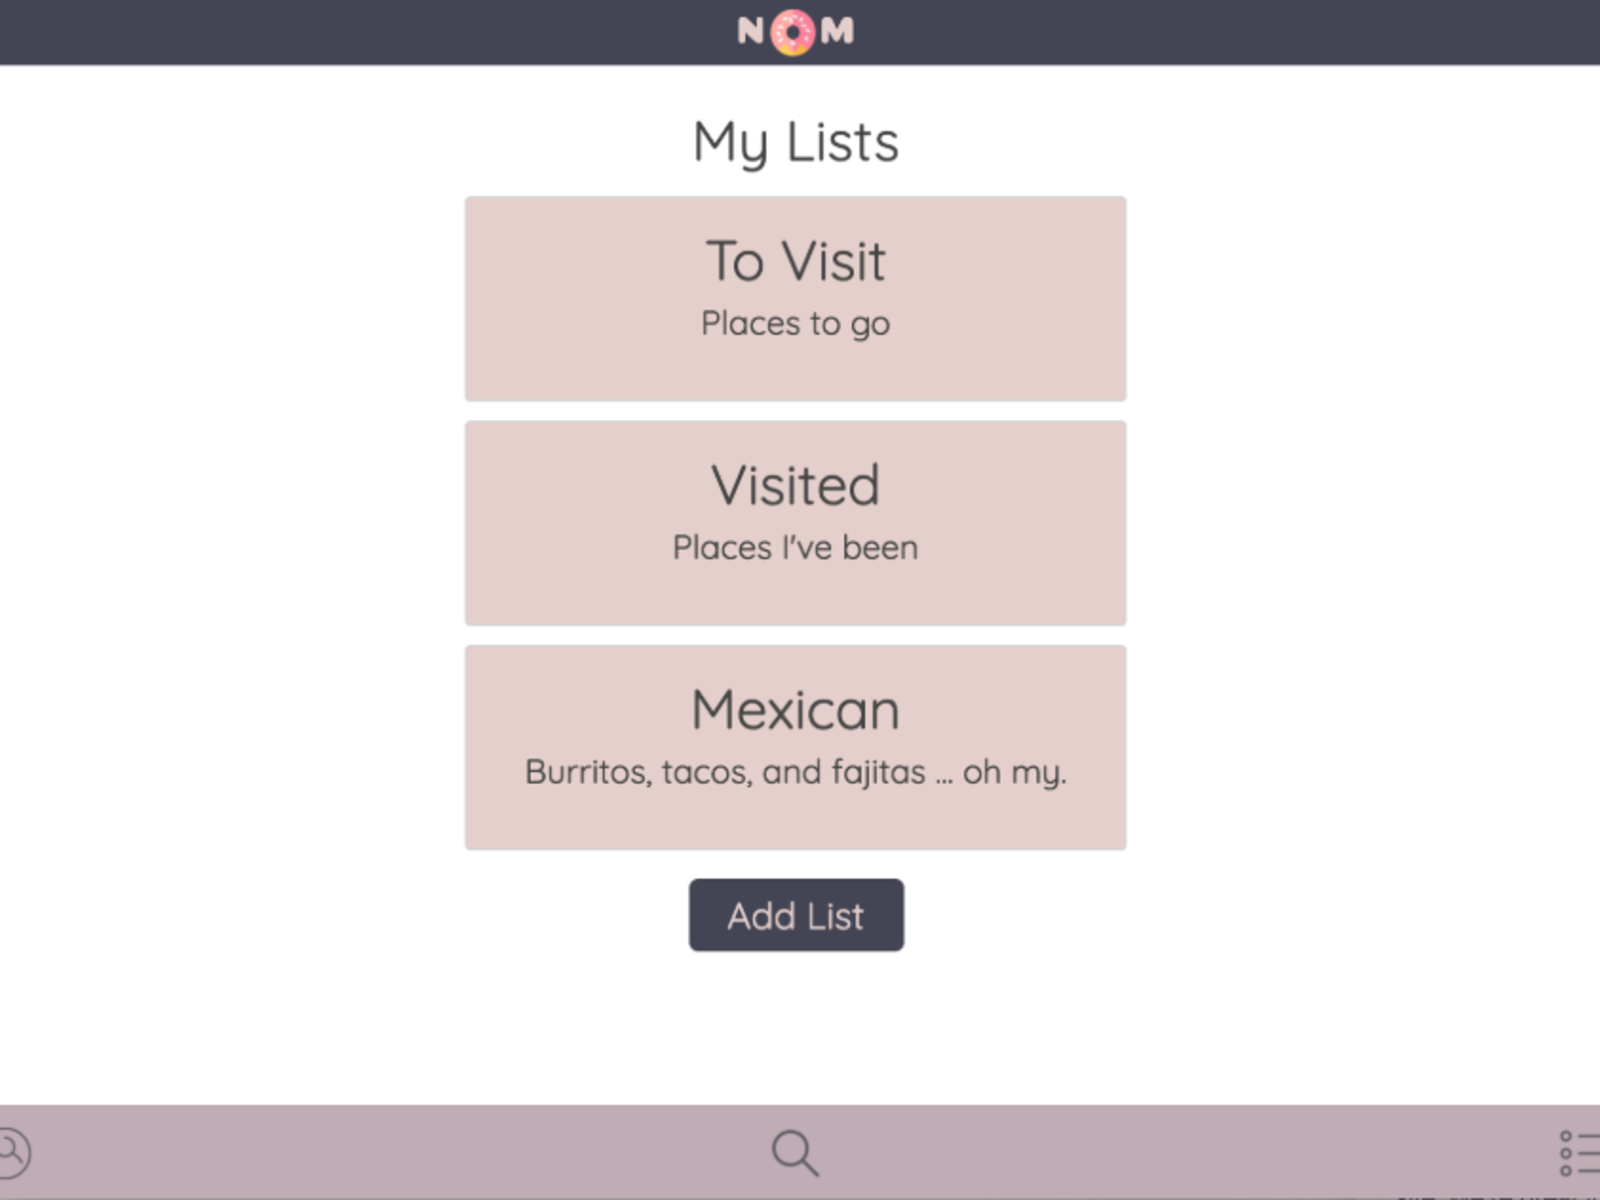 NOM
My Lists
To Visit
Places to go
Visited
Places I've been
Mexican
Burritos, tacos, and fajitas ... oh my.
Add List